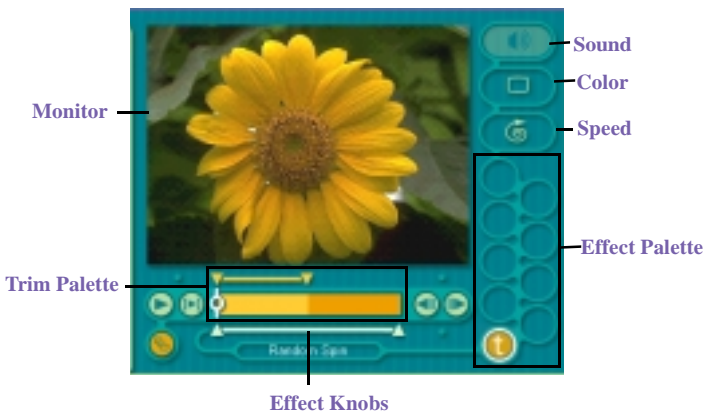 Sound
Color
Monitor
Speed
Effect Palette
Trim Palette
Random Spin
t
Effect Knobs